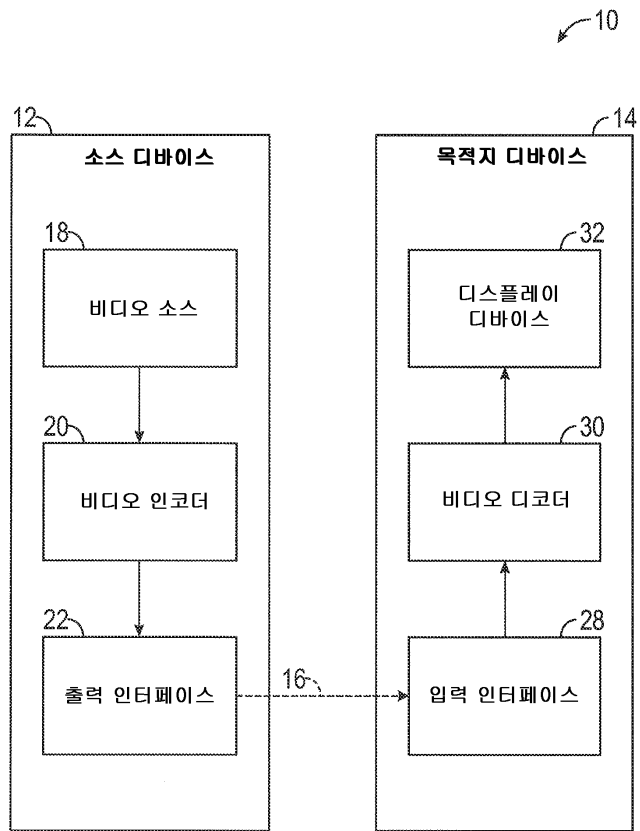 10
12
소스 디바이스
18
비디오 소스
20
비디오 인코더
22
출력 인터페이스
16
14
목적지 디바이스
32
디스플레이
디바이스
30
비디오 디코더
28
입력 인터페이스